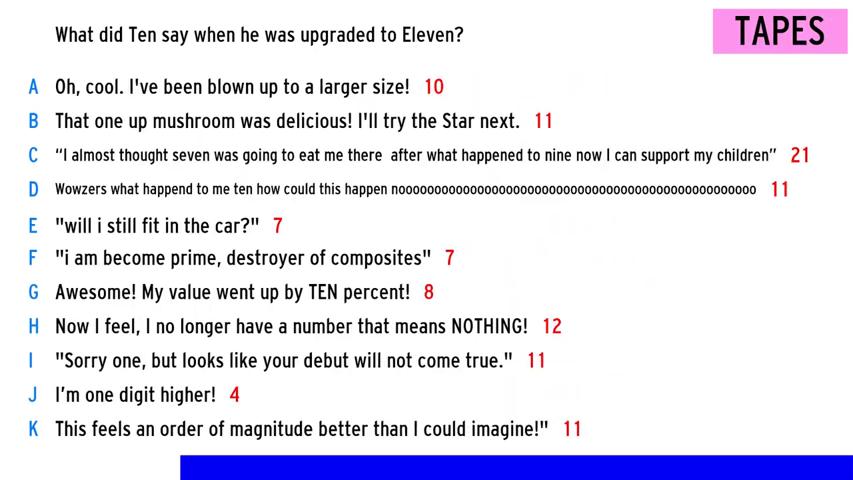 What did Ten say when he was upgraded to Eleven?
TAPES
A Oh, cool. I've been blown up to a larger size! 10
B That one up mushroom was delicious! I'll try the Star next. 11
C “I almost thought seven was going to eat me there after what happened to nine now I can support my children” 21
D Wowzers what happend to me ten how could this happen nooooooooooooooooooooooooooooooooooooooooooooooooooo 11
E "will i still fit in the car?" 7
F "i am become prime, destroyer of composites" 7
G Awesome! My value went up by TEN percent! 8
H Now I feel, I no longer have a number that means NOTHING! 12
I "Sorry one, but looks like your debut will not come true." 11
J I’m one digit higher! 4
K This feels an order of magnitude better than I could imagine!" 11